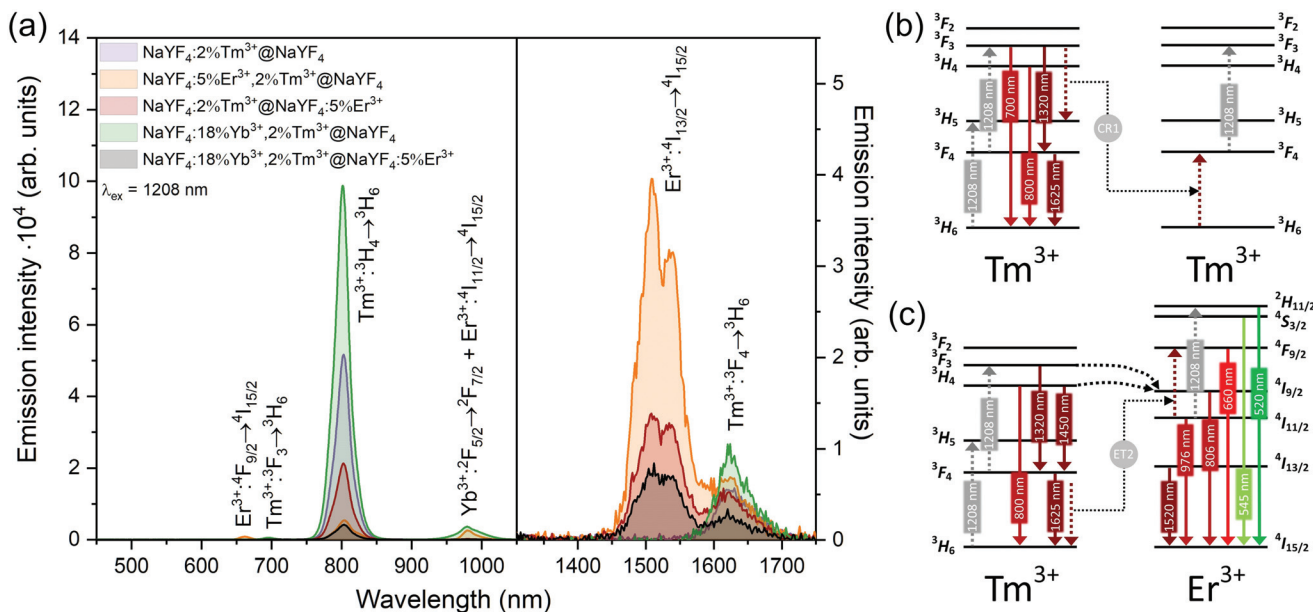 (a)
Emission intensity ·10⁴ (arb. units)
14
12
10
8
6
4
2
0
NaYF₄:2%Tm³⁺@NaYF₄
NaYF₄:5%Er³⁺,2%Tm³⁺@NaYF₄
NaYF₄:2%Tm³⁺@NaYF₄:5%Er³⁺
NaYF₄:18%Yb³⁺,2%Tm³⁺@NaYF₄
NaYF₄:18%Yb³⁺,2%Tm³⁺@NaYF₄:5%Er³⁺
λₑₓ = 1208 nm
Er³⁺:⁴F₉/₂→⁴I₁₅/₂
Tm³⁺:³F₃→³H₆
Tm³⁺:³H₄→³H₆
Yb³⁺:²F₅/₂→²F₇/₂ + Er³⁺:⁴I₁₁/₂→⁴I₁₅/₂
Er³⁺:⁴I₁₃/₂→⁴I₁₅/₂
Tm³⁺:³F₄→³H₆
5
4
3
2
1
0
Emission intensity (arb. units)
500 600 700 800 900 1000 1400 1500 1600 1700
Wavelength (nm)
(b)
³F₂
³F₃
³H₄
³H₅
³F₄
³H₆
1208 nm
1208 nm
700 nm
800 nm
1320 nm
1625 nm
CR1
1208 nm
³F₂
³F₃
³H₄
³H₅
³F₄
³H₆
Tm³⁺
Tm³⁺
(c)
³F₂
³F₃
³H₄
³H₅
³F₄
³H₆
1208 nm
1208 nm
800 nm
1320 nm
1450 nm
1625 nm
ET2
1520 nm
976 nm
1208 nm
806 nm
660 nm
545 nm
520 nm
²H₁₁/₂
⁴S₃/₂
⁴F₉/₂
⁴I₉/₂
⁴I₁₁/₂
⁴I₁₃/₂
⁴I₁₅/₂
Tm³⁺
Er³⁺